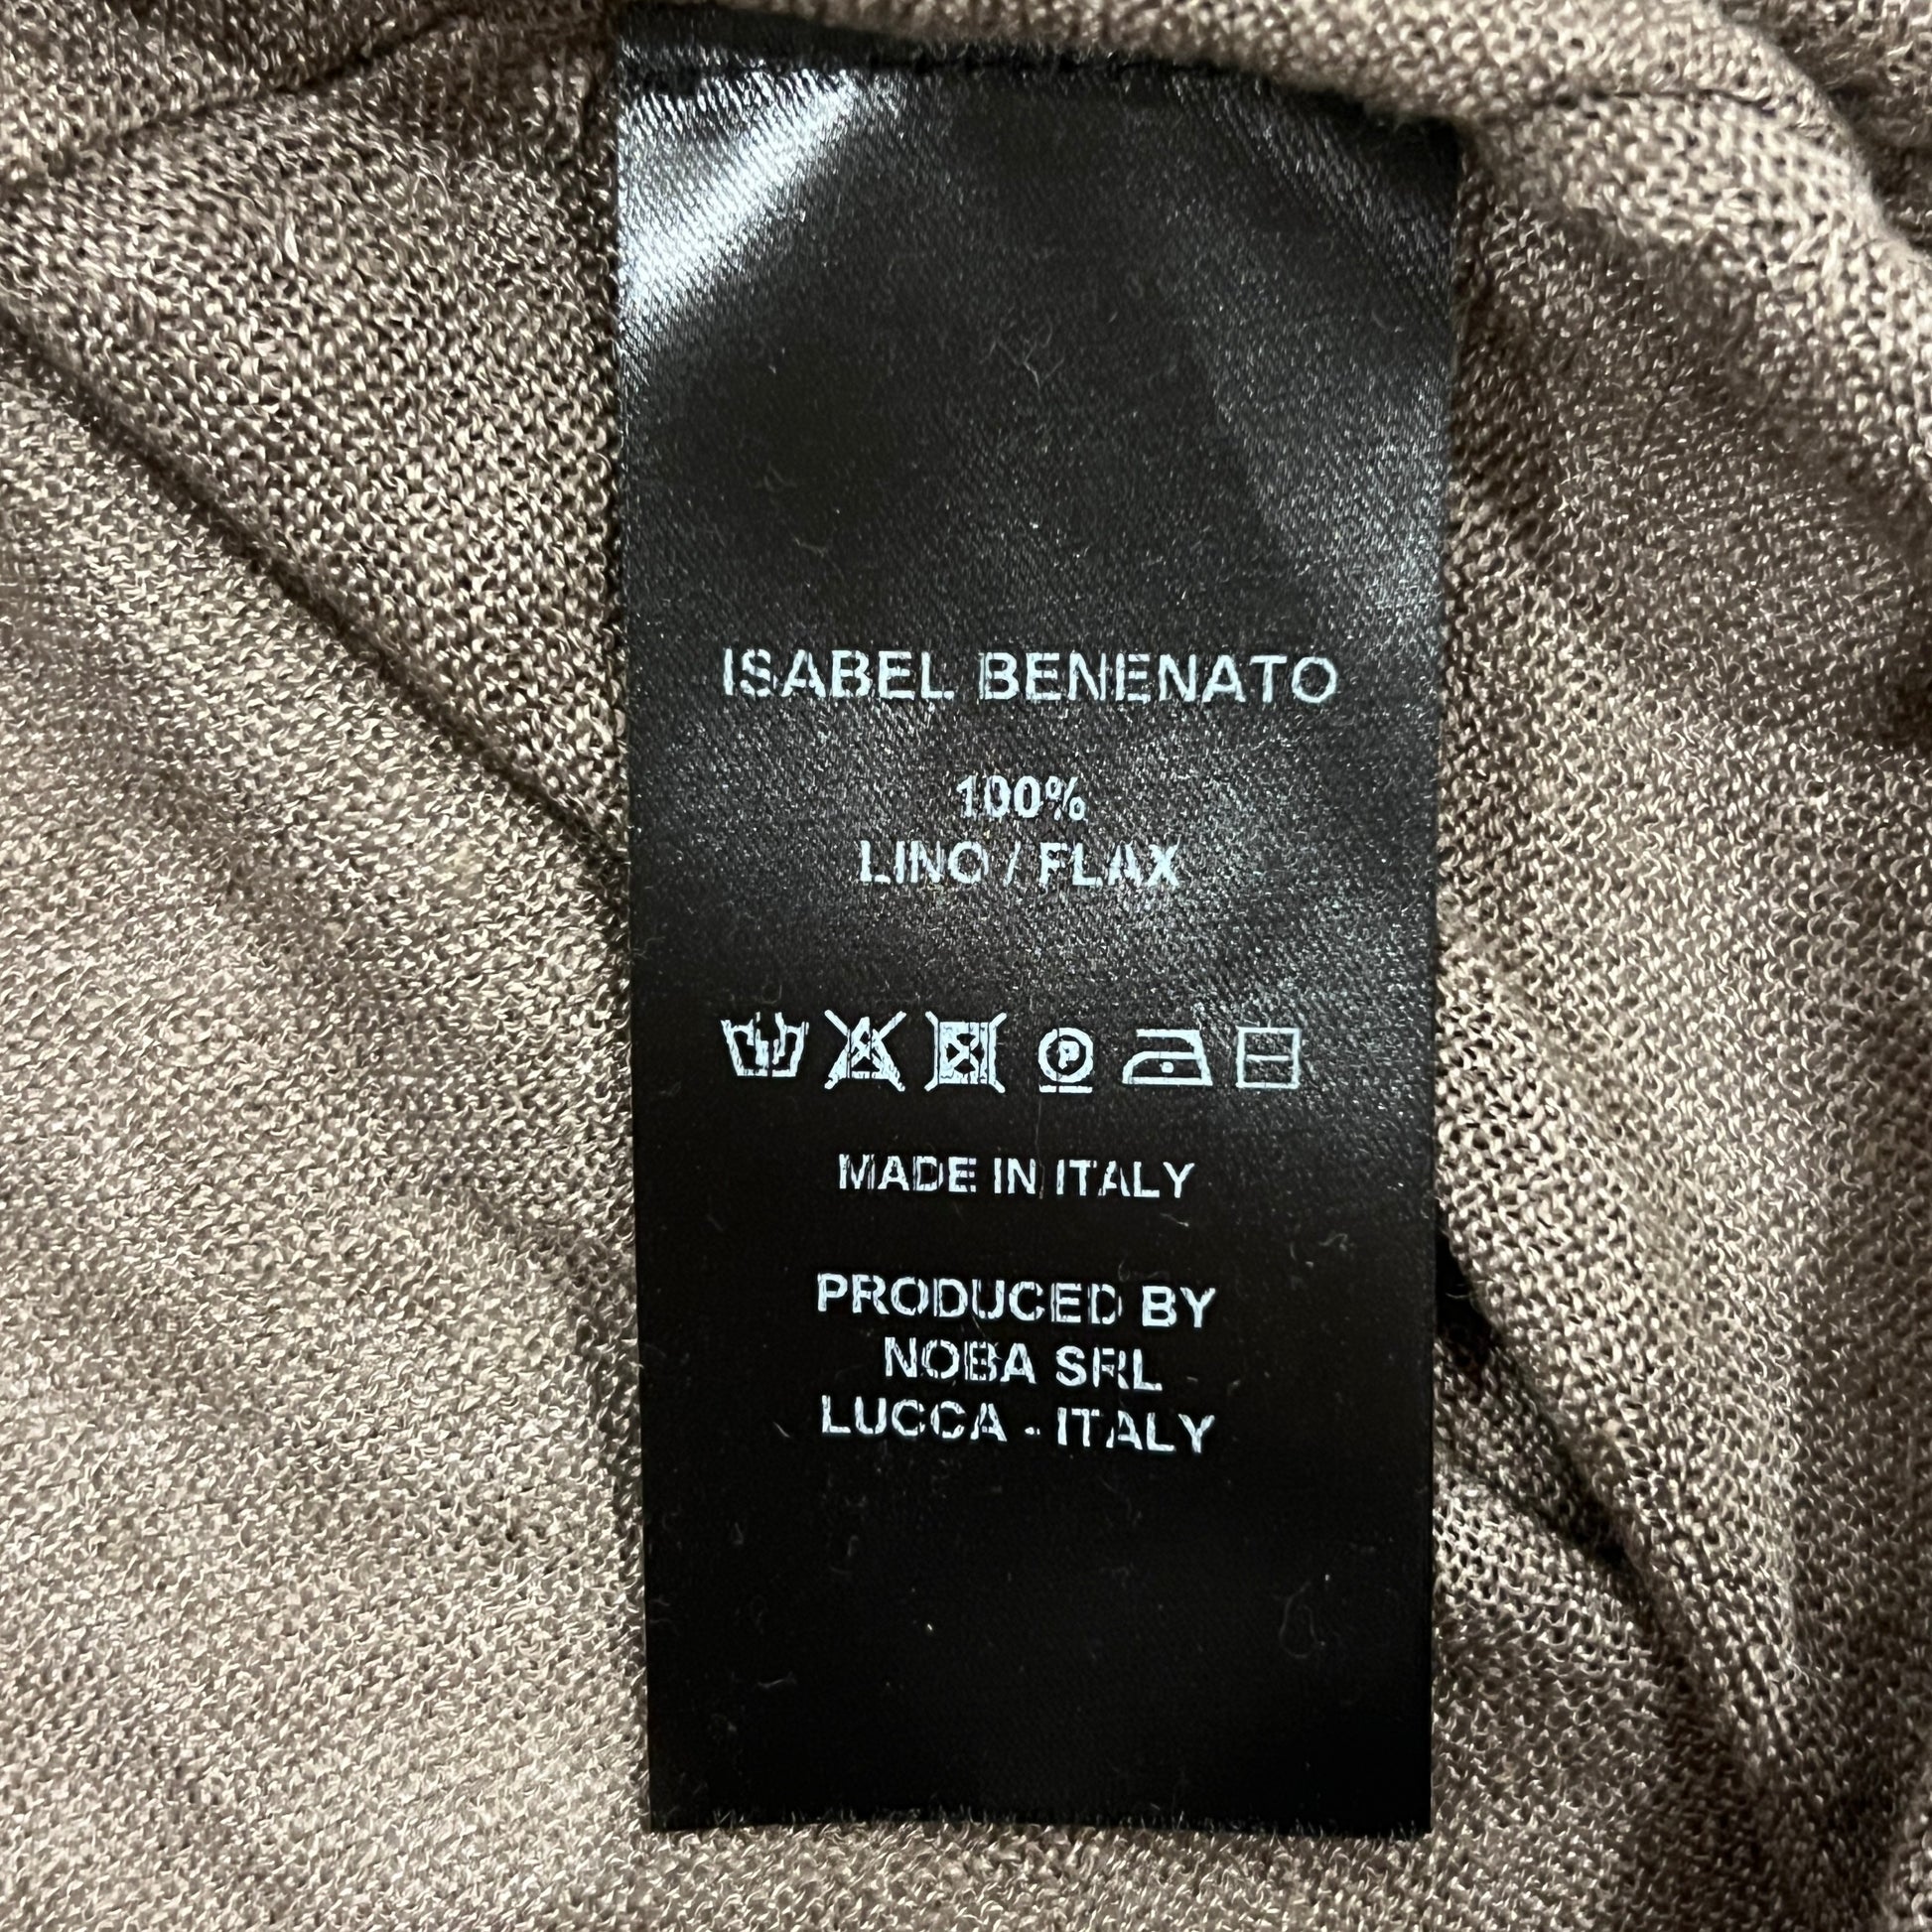 ISABEL BENENATO
100%
LINO / FLAX
P
MADE IN ITALY
PRODUCED BY
NOBA SRL
LUCCA - ITALY